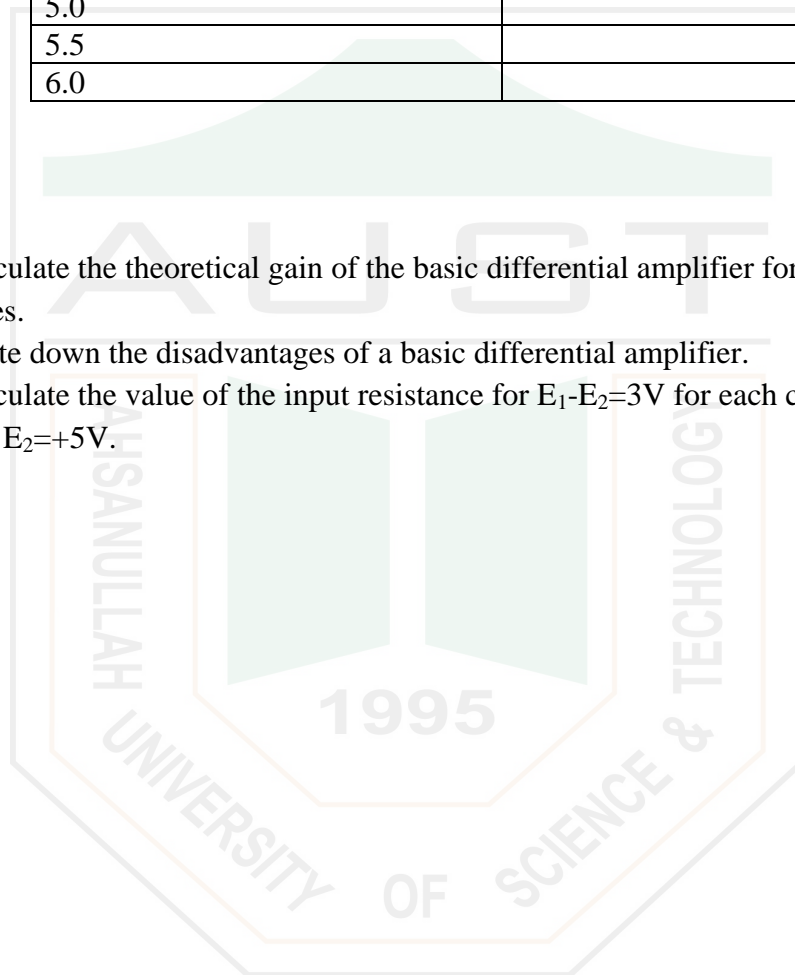 5.0
5.5
6.0
AUST
culate the theoretical gain of the basic differential amplifier for
es.
te down the disadvantages of a basic differential amplifier.
culate the value of the input resistance for E₁-E₂=3V for each c
E₂=+5V.
AHSANULLAH UNIVERSITY OF SCIENCE & TECHNOLOGY
1995